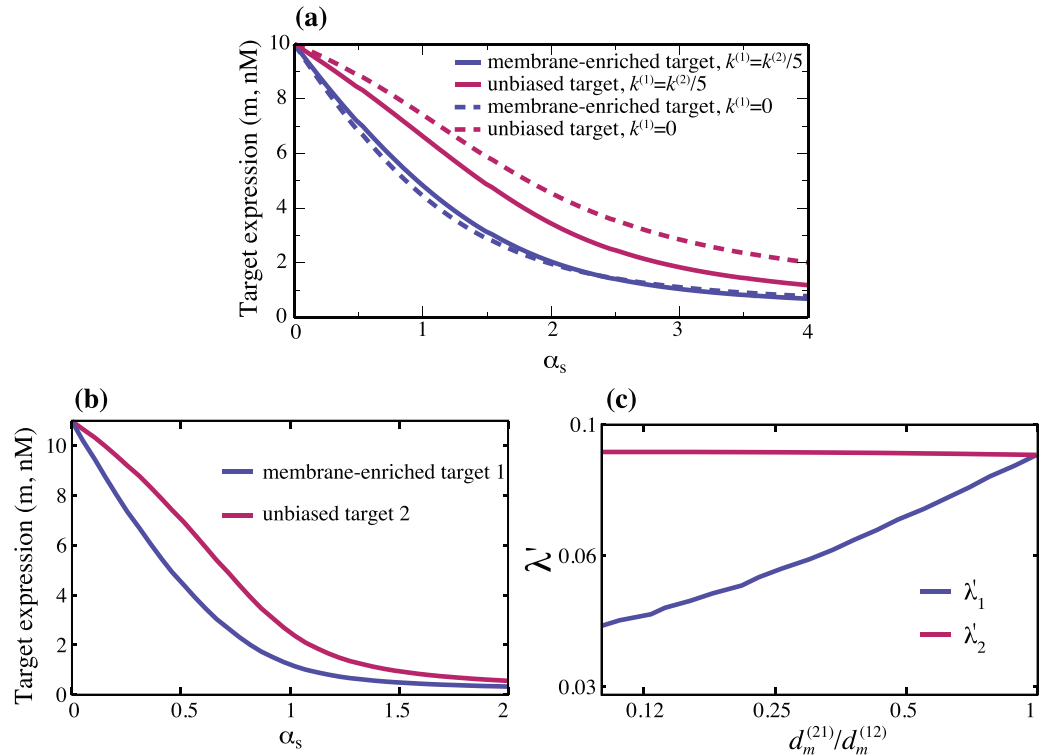 (a)
Target expression (m, nM)
10
8
6
4
2
0
membrane-enriched target, k⁽¹⁾=k⁽²⁾/5
unbiased target, k⁽¹⁾=k⁽²⁾/5
membrane-enriched target, k⁽¹⁾=0
unbiased target, k⁽¹⁾=0
0 1 2 3 4
αₛ
(b)
Target expression (m, nM)
10
8
6
4
2
0
membrane-enriched target 1
unbiased target 2
0 0.5 1 1.5 2
αₛ
(c)
λ'
0.1
0.06
0.03
λ'₁
λ'₂
0.12 0.25 0.5 1
dₘ⁽²¹⁾/dₘ⁽¹²⁾